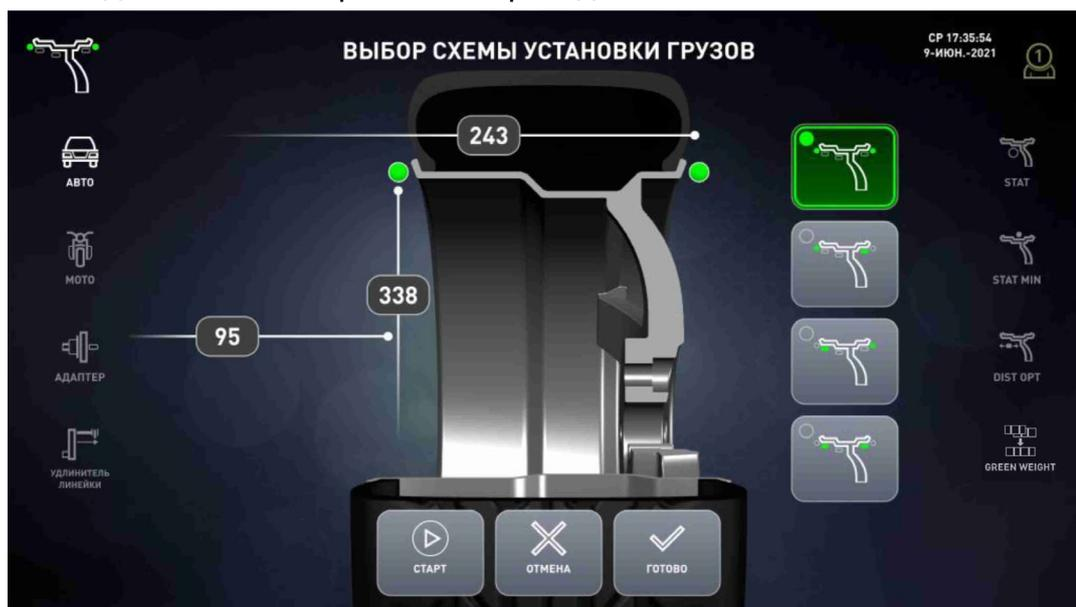 ВЫБОР СХЕМЫ УСТАНОВКИ ГРУЗОВ
СР 17:35:54
9-ИЮН.-2021
1
АВТО
МОТО
АДАПТЕР
УДЛИНИТЕЛЬ
ЛИНЕЙКИ
243
338
95
STAT
STAT MIN
DIST OPT
GREEN WEIGHT
СТАРТ
ОТМЕНА
ГОТОВО